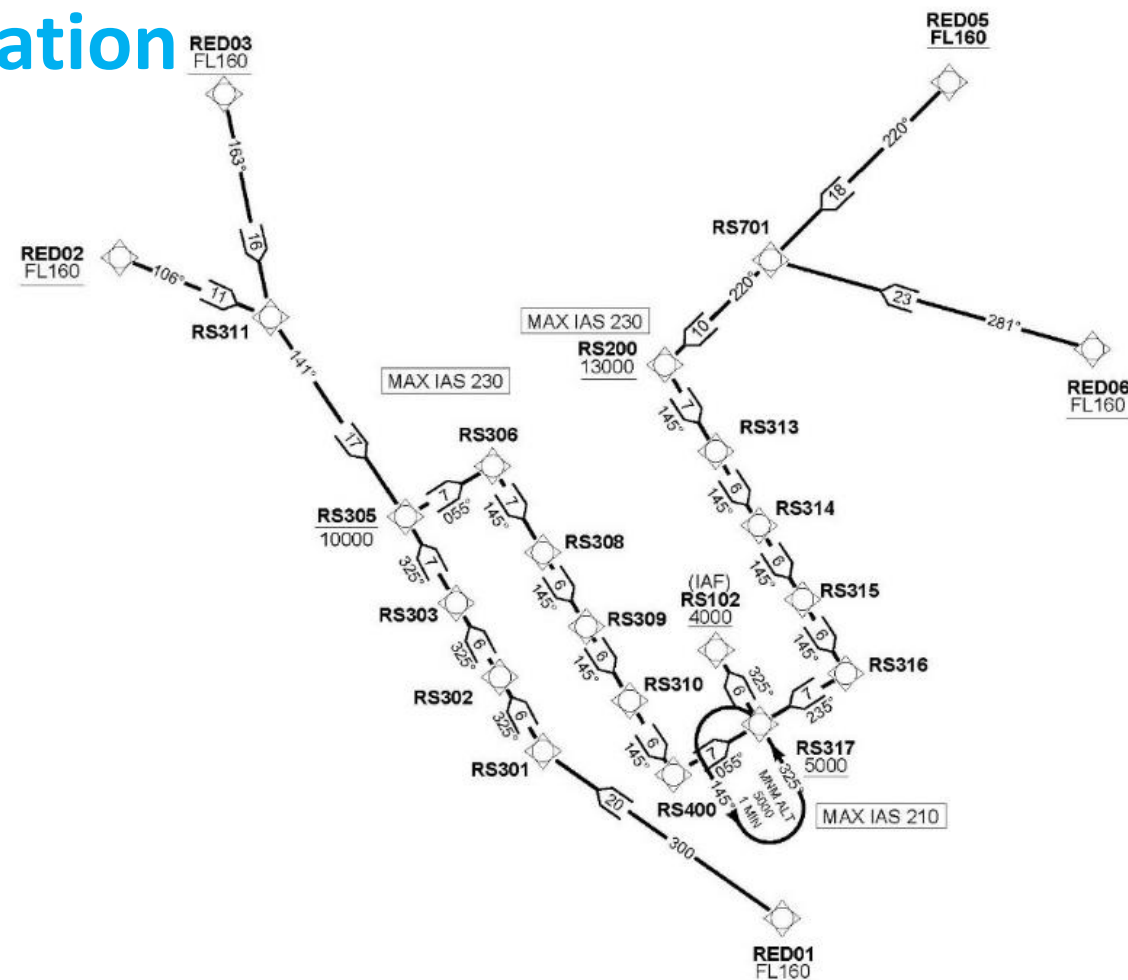 ation
RED03
FL160
RED05
FL160
163°
220°
18
16
RS701
RED02
FL160
106°
11
RS311
220°
23
281°
MAX IAS 230
10
RS200
13000
RED06
FL160
141°
MAX IAS 230
7
145°
RS313
17
RS306
6
145°
RS314
7
055°
7
145°
RS305
10000
RS308
6
145°
RS315
7
325°
(IAF)
RS102
4000
6
145°
RS309
6
145°
RS303
6
325°
RS316
6
145°
325°
6
RS302
RS310
7
235°
6
325°
6
145°
RS317
5000
RS301
7
055°
325°
RS400
145°
MNM ALT
5000
1 MIN
MAX IAS 210
20
300
RED01
FL160